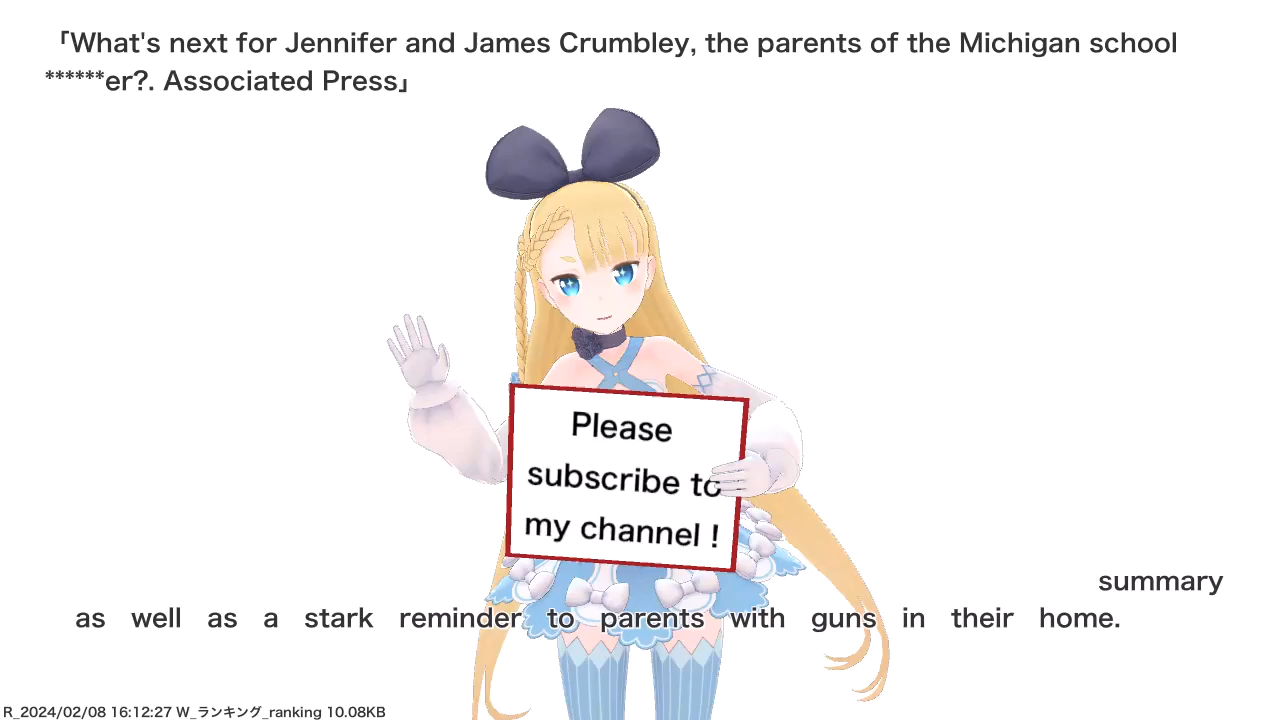 「What's next for Jennifer and James Crumbley, the parents of the Michigan school
******er?. Associated Press」
Please
subscribe to
my channel !
summary
as well as a stark reminder to parents with guns in their home.
R_2024/02/08 16:12:27 W_ランキング_ranking 10.08KB